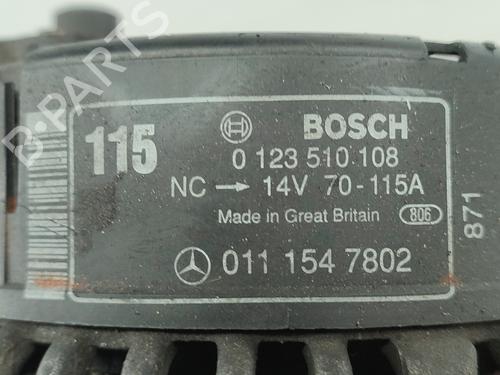 115
BOSCH
0 123 510 108
NC → 14V 70-115A
Made in Great Britain 806
011 154 7802
871
B-PARTS